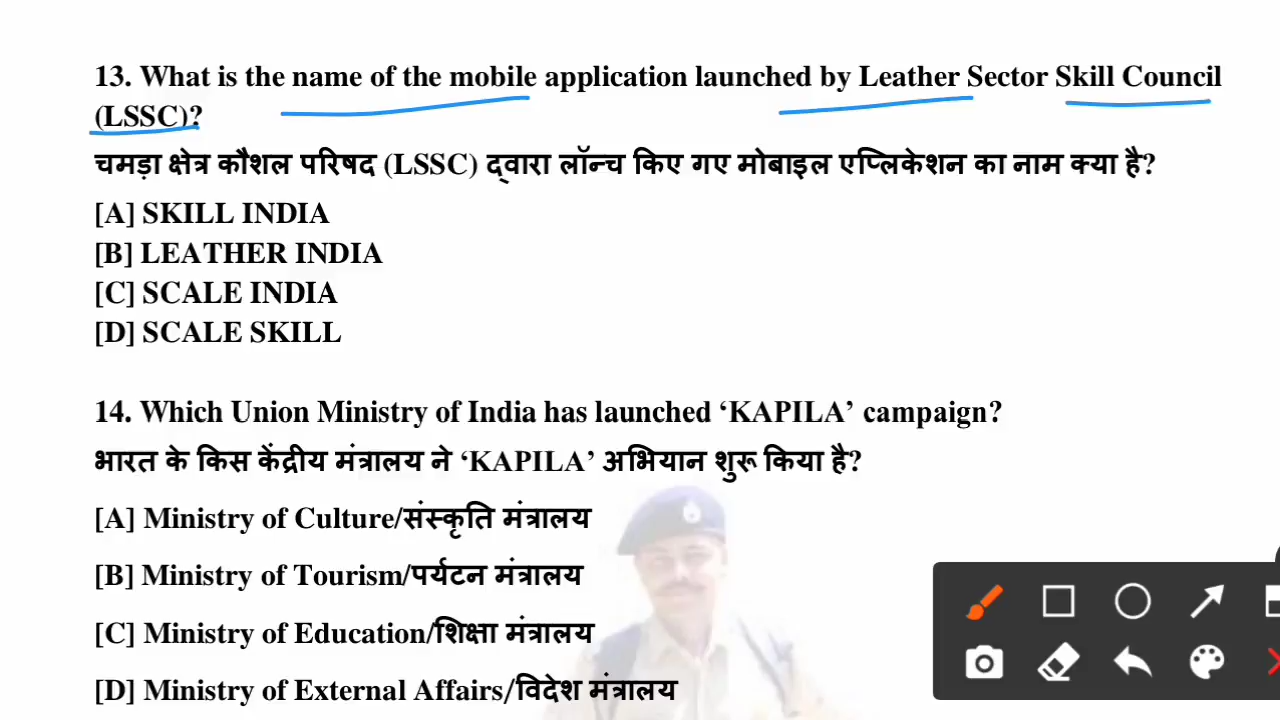 13. What is the name of the mobile application launched by Leather Sector Skill Council
(LSSC)?
चमड़ा क्षेत्र कौशल परिषद (LSSC) द्वारा लॉन्च किए गए मोबाइल एप्लिकेशन का नाम क्या है?
[A] SKILL INDIA
[B] LEATHER INDIA
[C] SCALE INDIA
[D] SCALE SKILL
14. Which Union Ministry of India has launched ‘KAPILA’ campaign?
भारत के किस केंद्रीय मंत्रालय ने ‘KAPILA’ अभियान शुरू किया है?
[A] Ministry of Culture/संस्कृति मंत्रालय
[B] Ministry of Tourism/पर्यटन मंत्रालय
[C] Ministry of Education/शिक्षा मंत्रालय
[D] Ministry of External Affairs/विदेश मंत्रालय